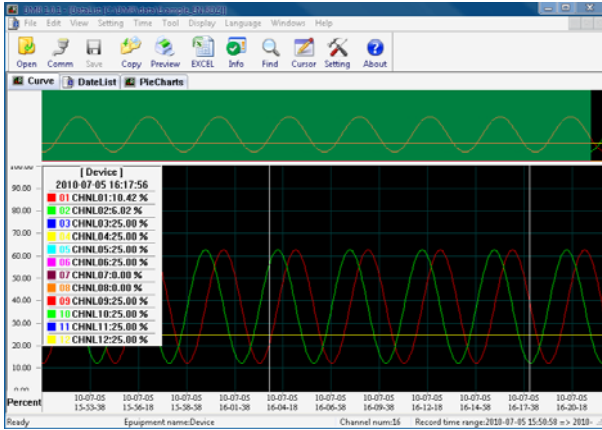 File Edit View Setting Time Tool Display Language Windows Help
Open Comm Save Copy Preview EXCEL Info Find Cursor Setting About
Curve DateList PieCharts
[ Device ]
2010-07-05 16:17:56
01 CHNL01:10.42 %
02 CHNL02:6.02 %
03 CHNL03:25.00 %
CHNL04:25.00 %
05 CHNL05:25.00 %
06 CHNL06:25.00 %
07 CHNL07:0.00 %
08 CHNL08:0.00 %
09 CHNL09:25.00 %
10 CHNL10:25.00 %
11 CHNL11:25.00 %
CHNL12:25.00 %
90.00
80.00
70.00
60.00
50.00
40.00
30.00
20.00
10.00
Percent
10-07-05 10-07-05 10-07-05 10-07-05 10-07-05 10-07-05 10-07-05 10-07-05 10-07-05 10-07-05 10-07-05
15-53-38 15-56-18 15-58-58 16-01-38 16-04-18 16-06-58 16-09-38 16-12-18 16-14-58 16-17-38 16-20-18
Ready Epuipment name:Device Channel num:16 Record time range:2010-07-05 15:50:58 => 2010-